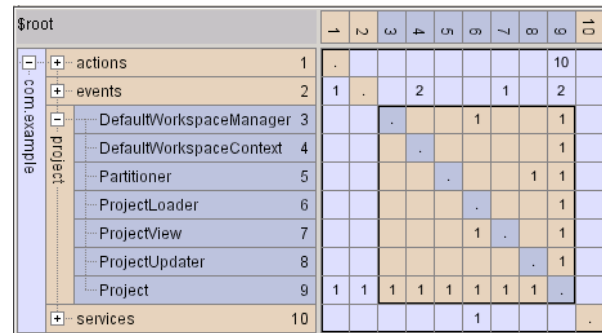 $root 1 2 3 4 5 6 7 8 9 10
com.example
actions 1 . 10
events 2 1 . 2 1 2
project
DefaultWorkspaceManager 3 . 1 1
DefaultWorkspaceContext 4 . 1
Partitioner 5 . 1 1
ProjectLoader 6 . 1
ProjectView 7 1 . 1
ProjectUpdater 8 . 1
Project 9 1 1 1 1 1 1 1 1 .
services 10 1 .